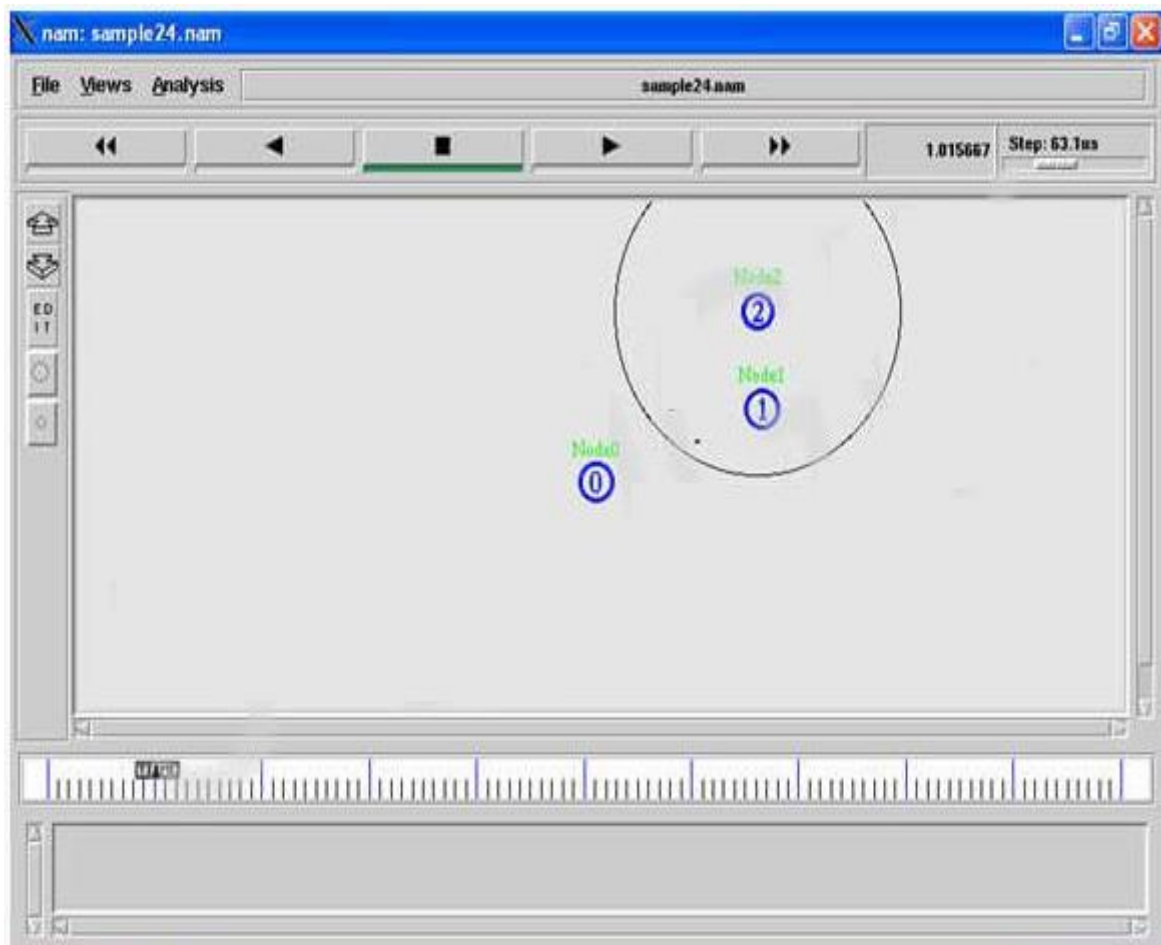 nam: sample24.nam
File Views Analysis sample24.nam
1.015667 Step: 63.1us
ED
IT
Node2
2
Node1
1
Node0
0